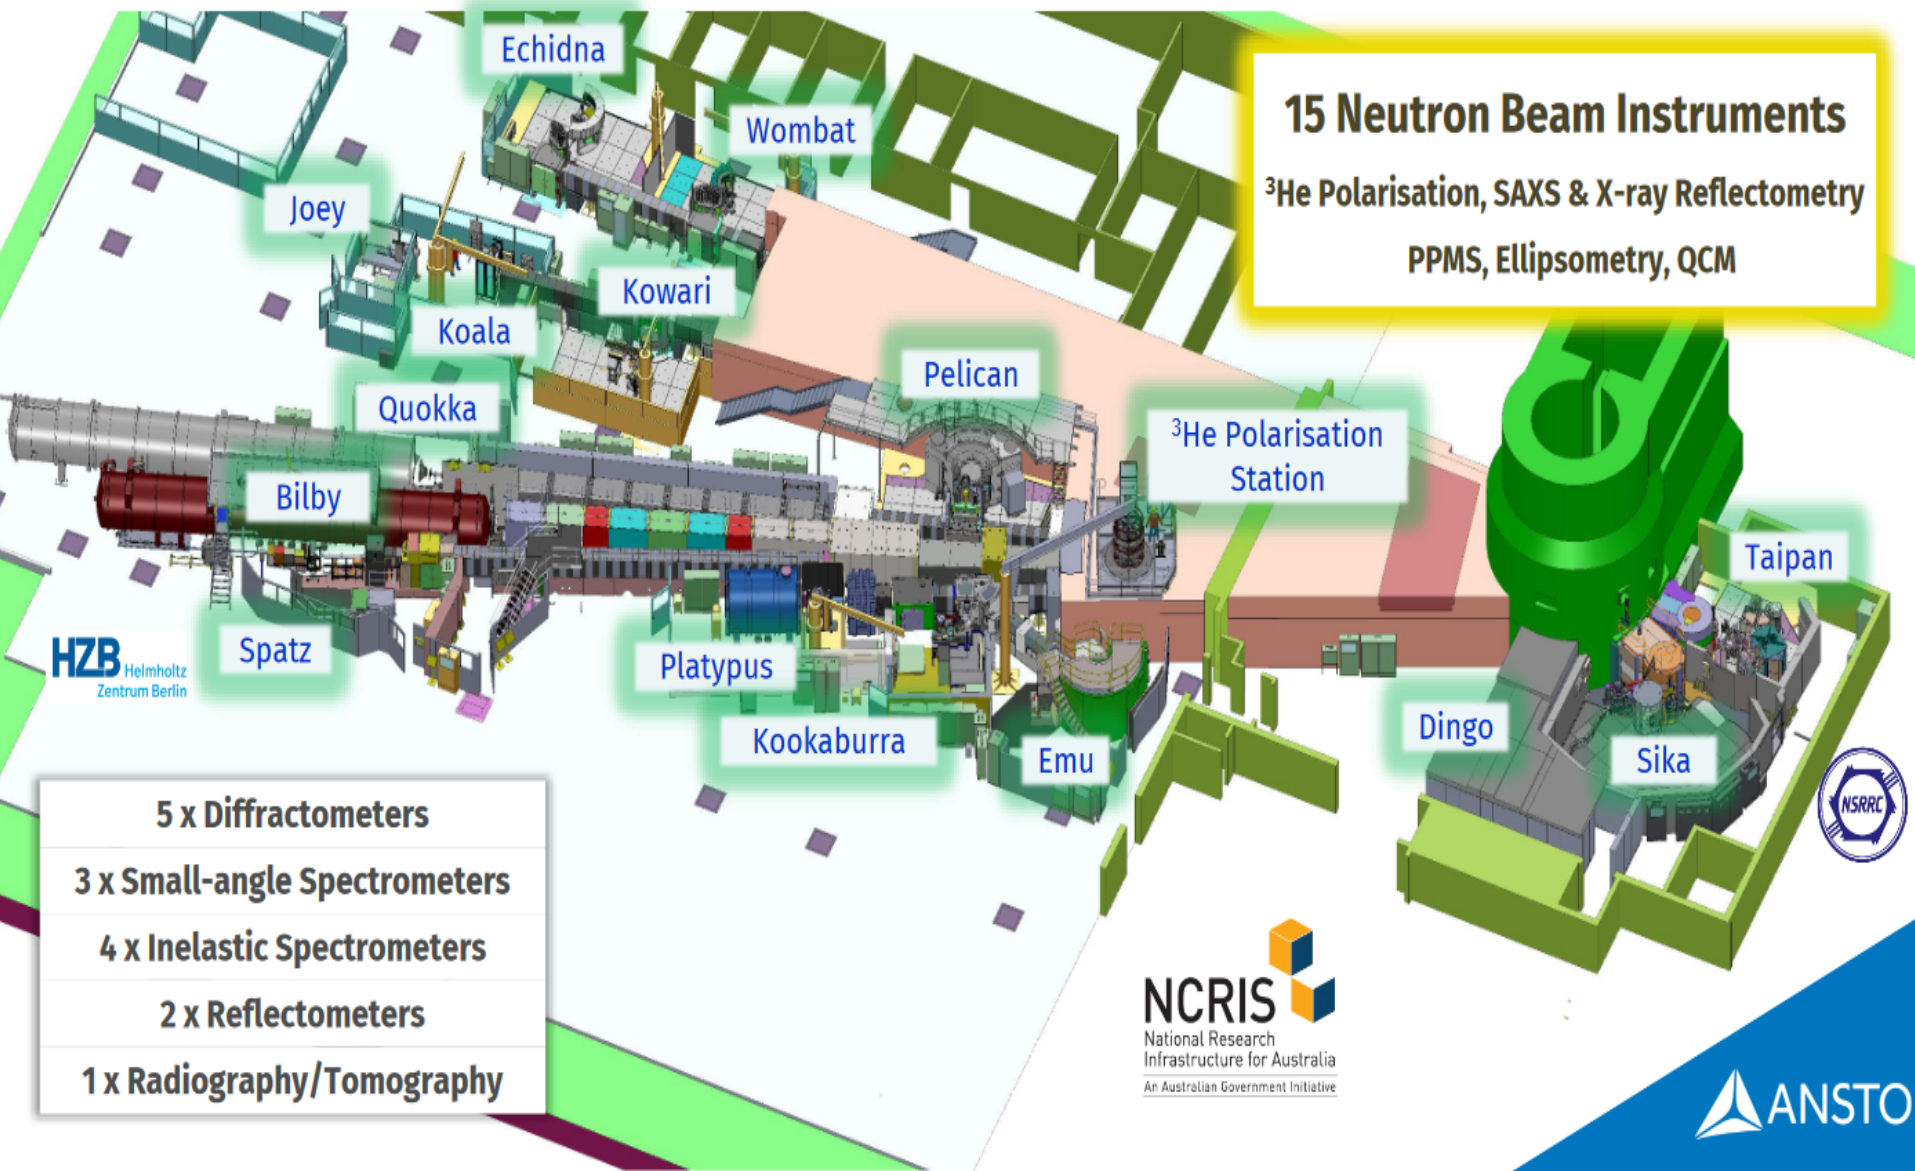 Echidna
Wombat
Joey
Kowari
Koala
Quokka
Pelican
³He Polarisation
Station
Bilby
Taipan
Spatz
Platypus
Kookaburra
Emu
Dingo
Sika
15 Neutron Beam Instruments
³He Polarisation, SAXS & X-ray Reflectometry
PPMS, Ellipsometry, QCM
HZB Helmholtz
Zentrum Berlin
NSRRC
5 x Diffractometers
3 x Small-angle Spectrometers
4 x Inelastic Spectrometers
2 x Reflectometers
1 x Radiography/Tomography
NCRIS
National Research
Infrastructure for Australia
An Australian Government Initiative
ANSTO